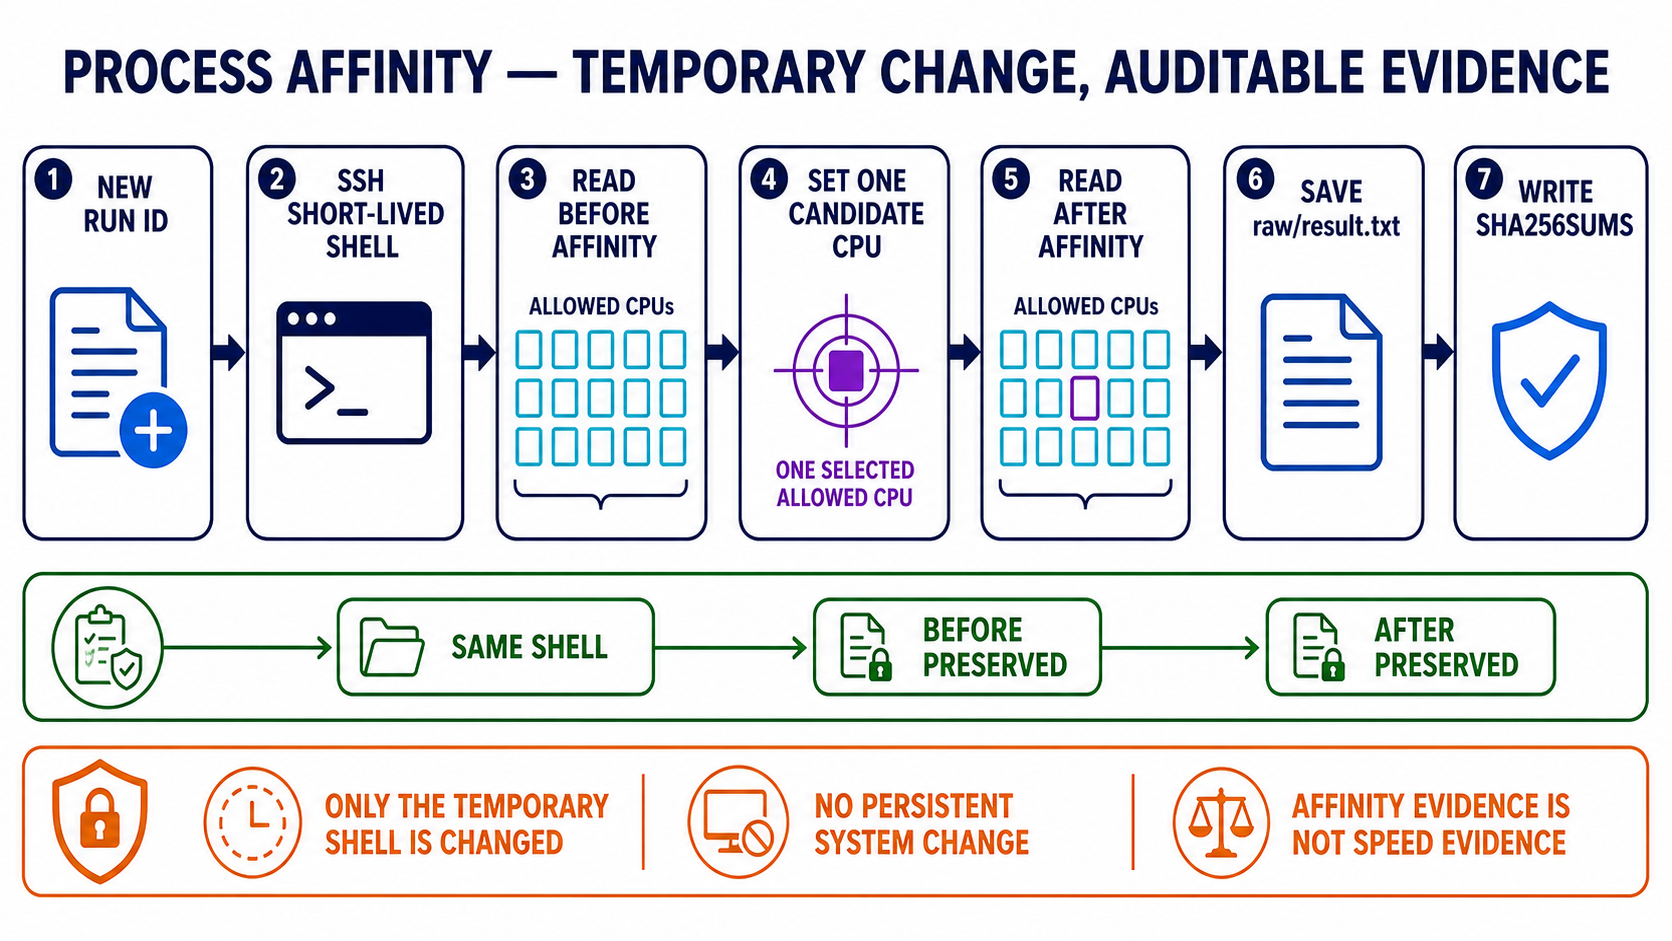 PROCESS AFFINITY — TEMPORARY CHANGE, AUDITABLE EVIDENCE
1
NEW
RUN ID
2
SSH
SHORT-LIVED
SHELL
>_
3
READ
BEFORE
AFFINITY
ALLOWED CPUs
4
SET ONE
CANDIDATE
CPU
ONE SELECTED
ALLOWED CPU
5
READ
AFTER
AFFINITY
ALLOWED CPUs
6
SAVE
raw/result.txt
7
WRITE
SHA256SUMS
SAME SHELL
BEFORE
PRESERVED
AFTER
PRESERVED
ONLY THE TEMPORARY
SHELL IS CHANGED
NO PERSISTENT
SYSTEM CHANGE
AFFINITY EVIDENCE IS
NOT SPEED EVIDENCE